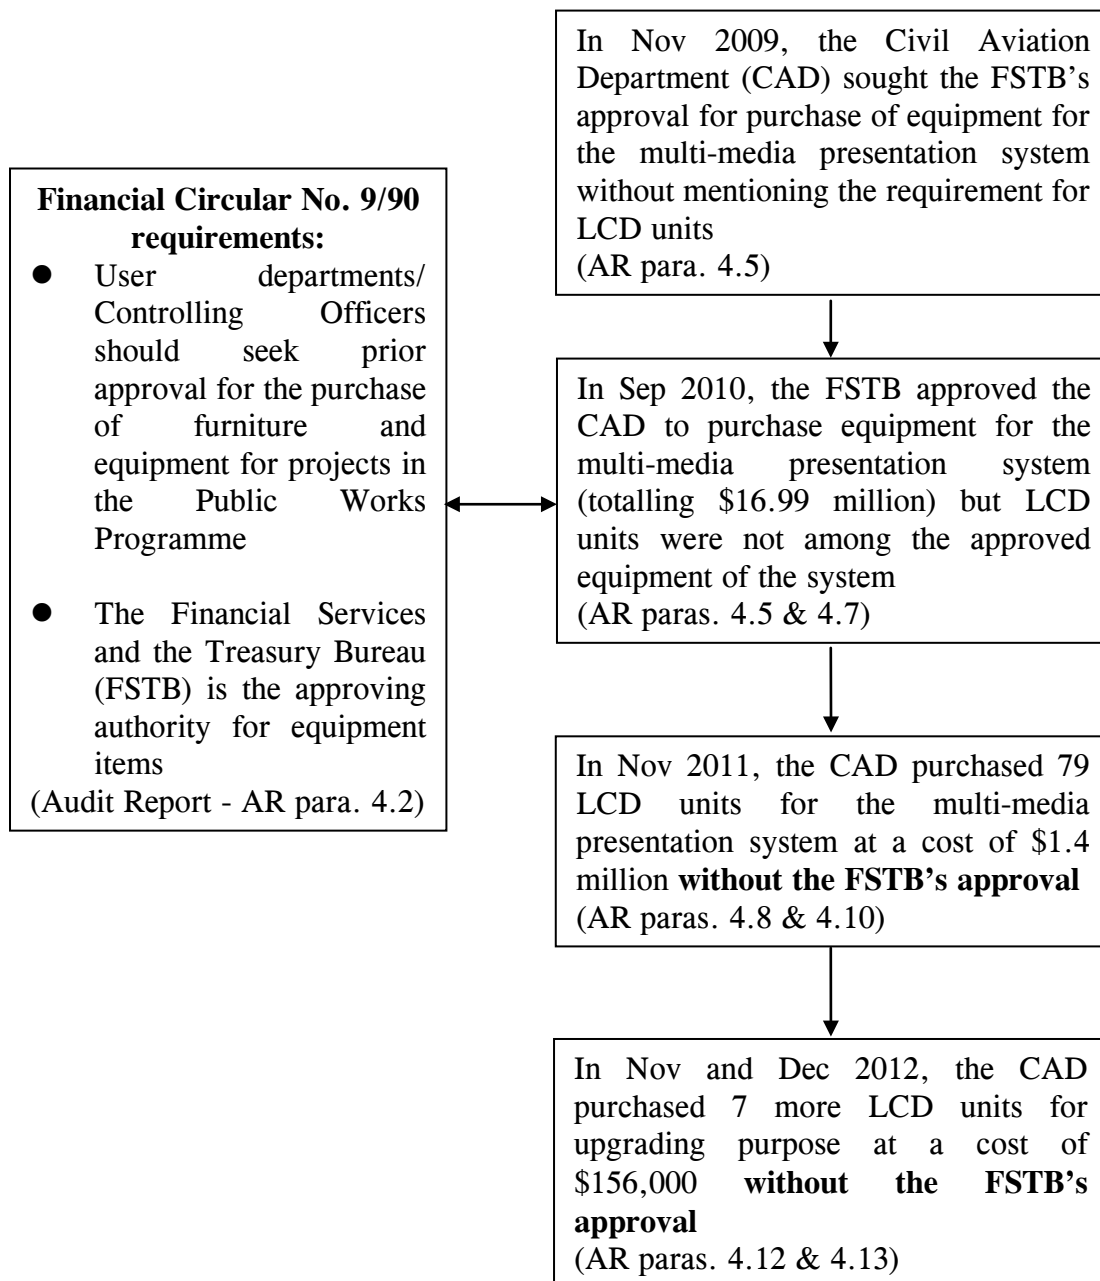 In Nov 2009, the Civil Aviation
Department (CAD) sought the FSTB's
approval for purchase of equipment for
the multi-media presentation system
without mentioning the requirement for
LCD units
(AR para. 4.5)
Financial Circular No. 9/90
requirements:
● User departments/
Controlling Officers
should seek prior
approval for the purchase
of furniture and
equipment for projects in
the Public Works
Programme
● The Financial Services
and the Treasury Bureau
(FSTB) is the approving
authority for equipment
items
(Audit Report - AR para. 4.2)
In Sep 2010, the FSTB approved the
CAD to purchase equipment for the
multi-media presentation system
(totalling $16.99 million) but LCD
units were not among the approved
equipment of the system
(AR paras. 4.5 & 4.7)
In Nov 2011, the CAD purchased 79
LCD units for the multi-media
presentation system at a cost of $1.4
million without the FSTB's approval
(AR paras. 4.8 & 4.10)
In Nov and Dec 2012, the CAD
purchased 7 more LCD units for
upgrading purpose at a cost of
$156,000 without the FSTB's
approval
(AR paras. 4.12 & 4.13)